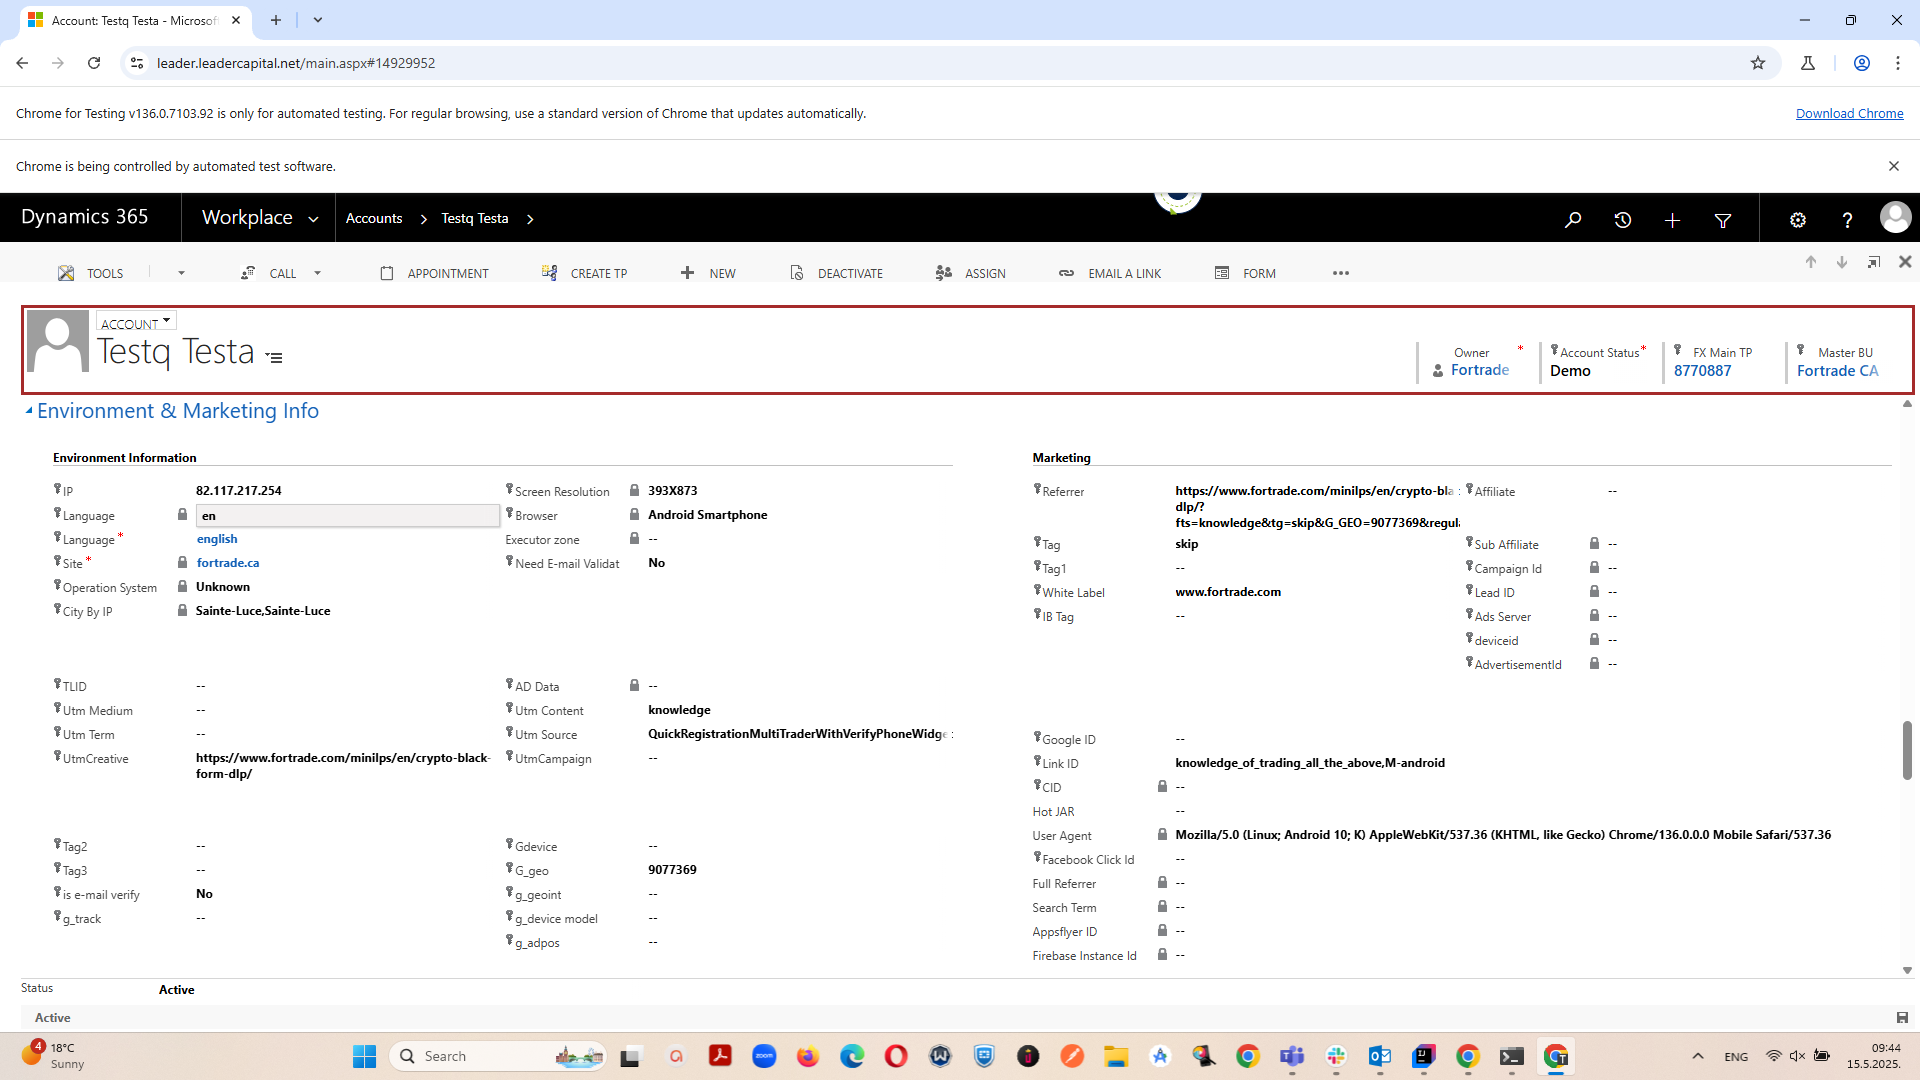 Account: Testq Testa - Microsof
leader.leadercapital.net/main.aspx#14929952
Chrome for Testing v136.0.7103.92 is only for automated testing. For regular browsing, use a standard version of Chrome that updates automatically.
Download Chrome
Chrome is being controlled by automated test software.
Dynamics 365
Workplace
Accounts
Testq Testa
TOOLS
CALL
APPOINTMENT
CREATE TP
NEW
DEACTIVATE
ASSIGN
EMAIL A LINK
FORM
ACCOUNT
Testq Testa
Owner *
Fortrade
Account Status *
Demo
FX Main TP
8770887
Master BU
Fortrade CA
Environment & Marketing Info
Environment Information
IP 82.117.217.254
Language en
Language * english
Site * fortrade.ca
Operation System Unknown
City By IP Sainte-Luce,Sainte-Luce
Screen Resolution 393X873
Browser Android Smartphone
Executor zone --
Need E-mail Validat No
TLID --
Utm Medium --
Utm Term --
UtmCreative https://www.fortrade.com/minilps/en/crypto-black-
form-dlp/
AD Data --
Utm Content knowledge
Utm Source QuickRegistrationMultiTraderWithVerifyPhoneWidge
UtmCampaign --
Tag2 --
Tag3 --
is e-mail verify No
g_track --
Gdevice --
G_geo 9077369
g_geoint --
g_device model --
g_adpos --
Marketing
Referrer https://www.fortrade.com/minilps/en/crypto-bla
dlp/?
fts=knowledge&tg=skip&G_GEO=9077369&regul
Tag skip
Tag1 --
White Label www.fortrade.com
IB Tag --
Affiliate --
Sub Affiliate --
Campaign Id --
Lead ID --
Ads Server --
deviceid --
AdvertisementId --
Google ID --
Link ID knowledge_of_trading_all_the_above,M-android
CID --
Hot JAR --
User Agent Mozilla/5.0 (Linux; Android 10; K) AppleWebKit/537.36 (KHTML, like Gecko) Chrome/136.0.0.0 Mobile Safari/537.36
Facebook Click Id --
Full Referrer --
Search Term --
Appsflyer ID --
Firebase Instance Id --
Status Active
Active
4
18°C
Sunny
Search
zoom
ENG
09:44
15.5.2025.